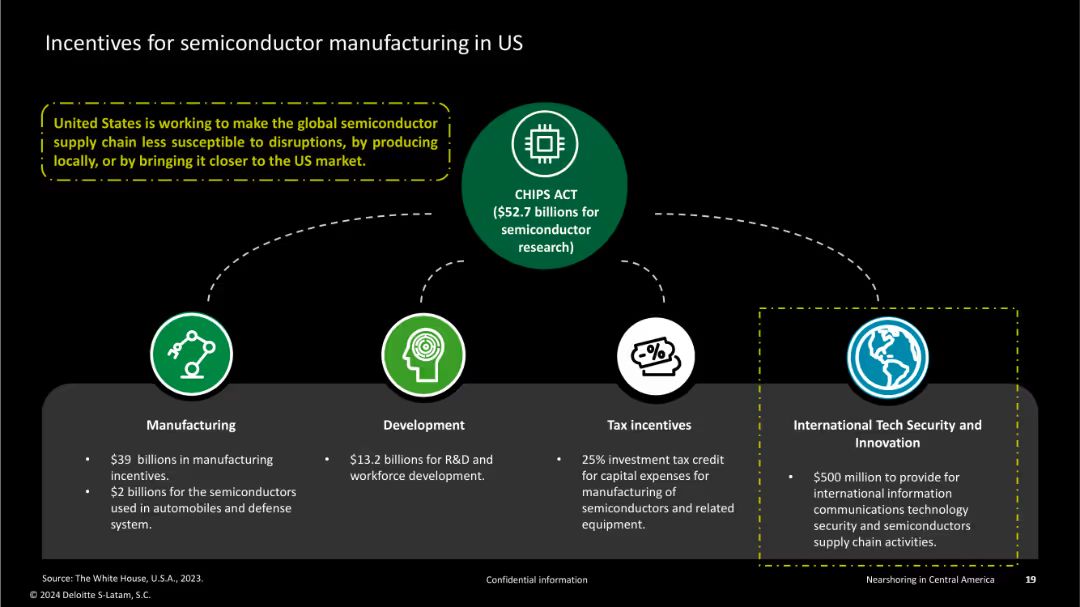 Incentives for semiconductor manufacturing in US
United States is working to make the global semiconductor
supply chain less susceptible to disruptions, by producing
locally, or by bringing it closer to the US market.
CHIPS ACT
($52.7 billions for
semiconductor
research)
-%
Manufacturing
• $39 billions in manufacturing
incentives.
• $2 billions for the semiconductors
used in automobiles and defense
system.
Development
• $13.2 billions for R&D and
workforce development.
Tax incentives
• 25% investment tax credit
for capital expenses for
manufacturing of
semiconductors and related
equipment.
International Tech Security and
Innovation
• $500 million to provide for
international information
communications technology
security and semiconductors
supply chain activities.
Source: The White House, U.S.A., 2023.
Confidential information
Nearshoring in Central America 19
© 2024 Deloitte S-Latam, S.C.